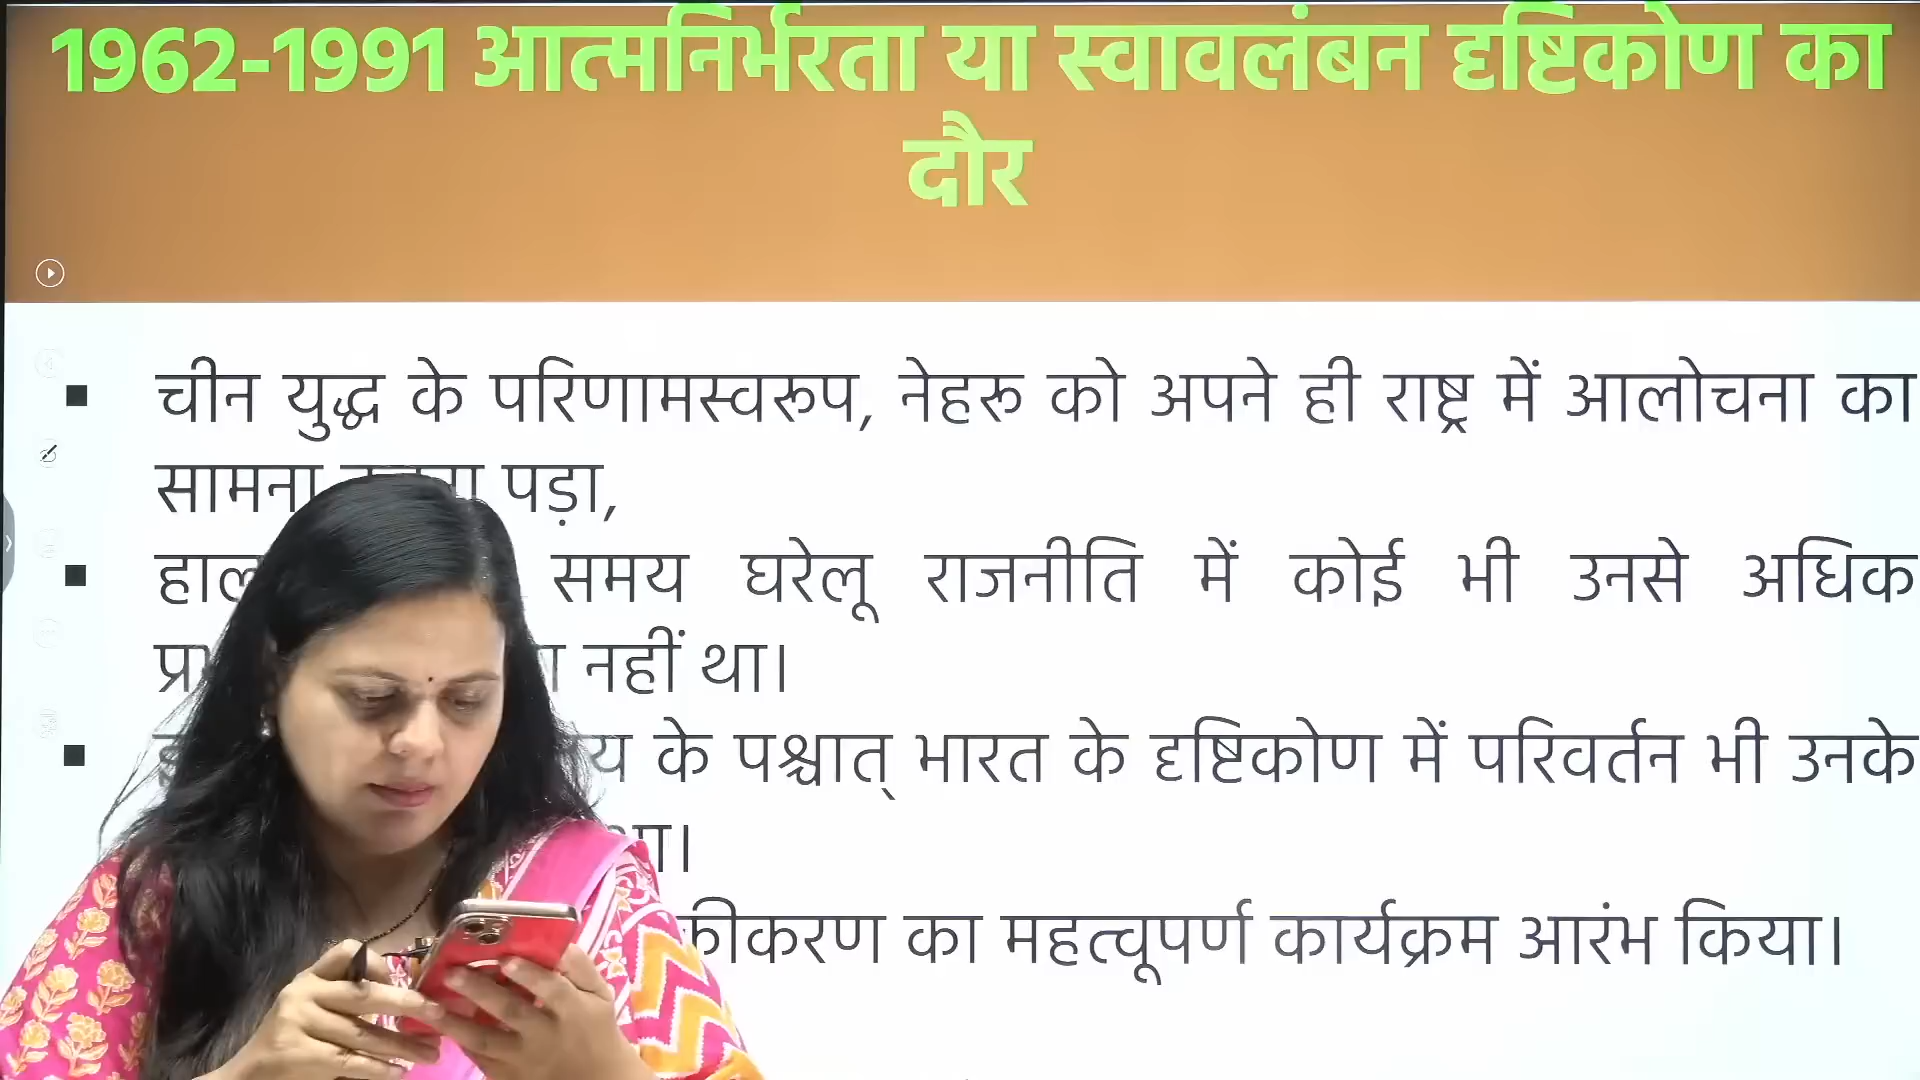 1962-1991 आत्मनिर्भरता या स्वावलंबन दृष्टिकोण का
दौर
चीन युद्ध के परिणामस्वरूप, नेहरू को अपने ही राष्ट्र में आलोचना का
सामना पड़ा,
समय घरेलू राजनीति में कोई भी उनसे अधिक
नहीं था।
के पश्चात् भारत के दृष्टिकोण में परिवर्तन भी उनके
का महत्वूपर्ण कार्यक्रम आरंभ किया।